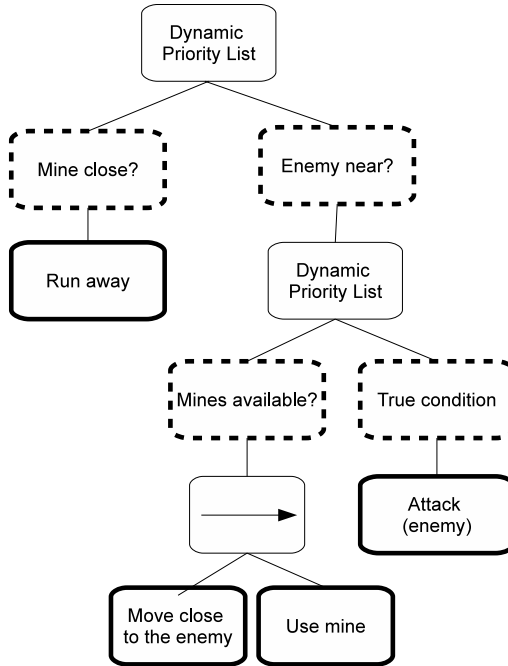 Dynamic
Priority List
Mine close?
Enemy near?
Run away
Dynamic
Priority List
Mines available?
True condition
Attack
(enemy)
Move close
to the enemy
Use mine